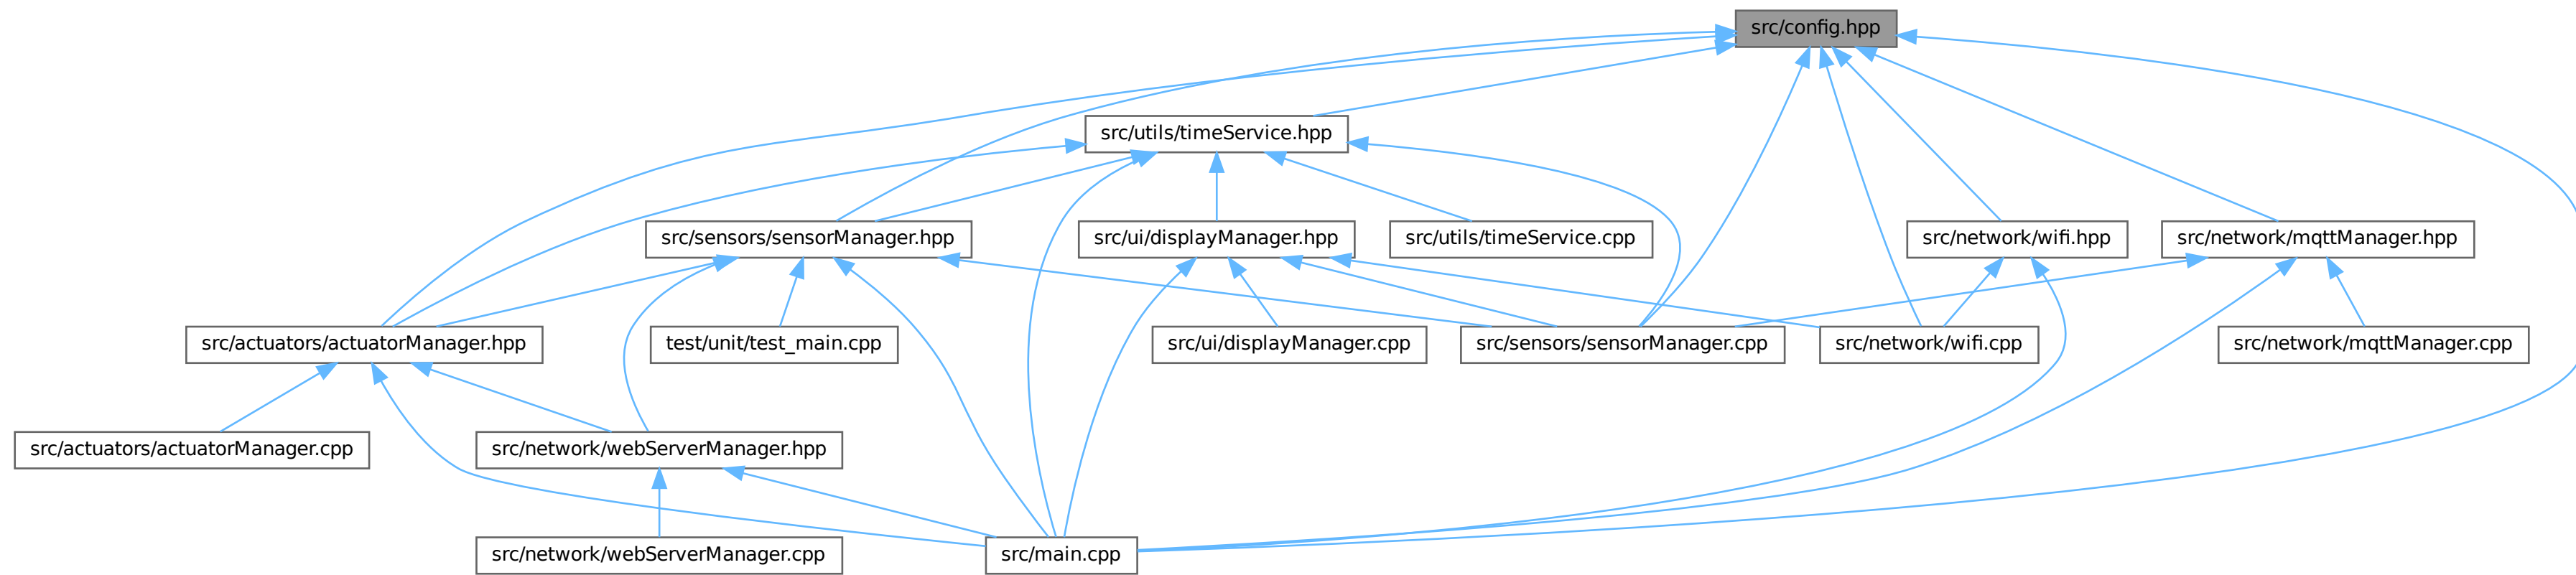 src/config.hpp
src/utils/timeService.hpp
src/sensors/sensorManager.hpp
src/ui/displayManager.hpp
src/utils/timeService.cpp
src/network/wifi.hpp
src/network/mqttManager.hpp
src/actuators/actuatorManager.hpp
test/unit/test_main.cpp
src/ui/displayManager.cpp
src/sensors/sensorManager.cpp
src/network/wifi.cpp
src/network/mqttManager.cpp
src/actuators/actuatorManager.cpp
src/network/webServerManager.hpp
src/network/webServerManager.cpp
src/main.cpp